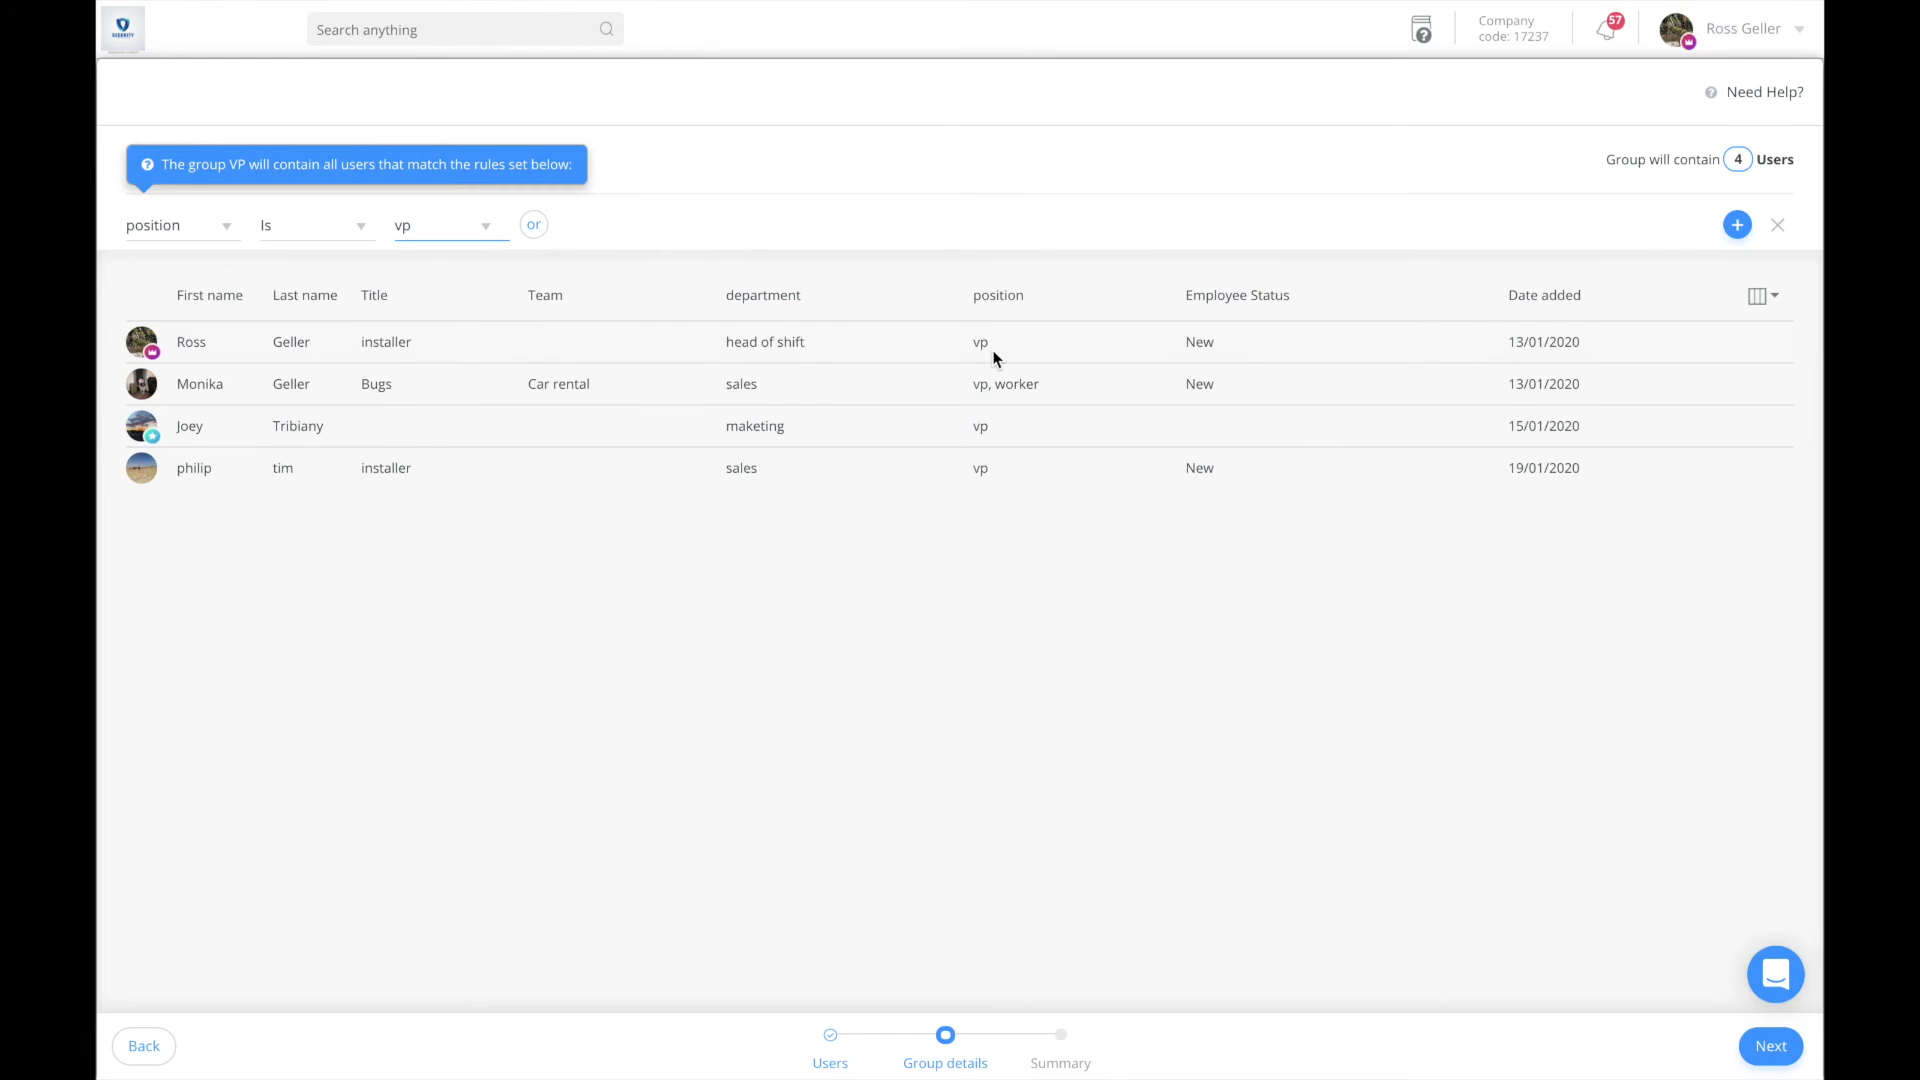 SECURITY
Search anything
Company
code: 17237
57
Ross Geller
Need Help?
The group VP will contain all users that match the rules set below:
Group will contain 4 Users
position Is vp or
First name Last name Title Team department position Employee Status Date added
Ross Geller installer head of shift vp New 13/01/2020
Monika Geller Bugs Car rental sales vp, worker New 13/01/2020
Joey Tribiany maketing vp 15/01/2020
philip tim installer sales vp New 19/01/2020
Back
Users Group details Summary
Next